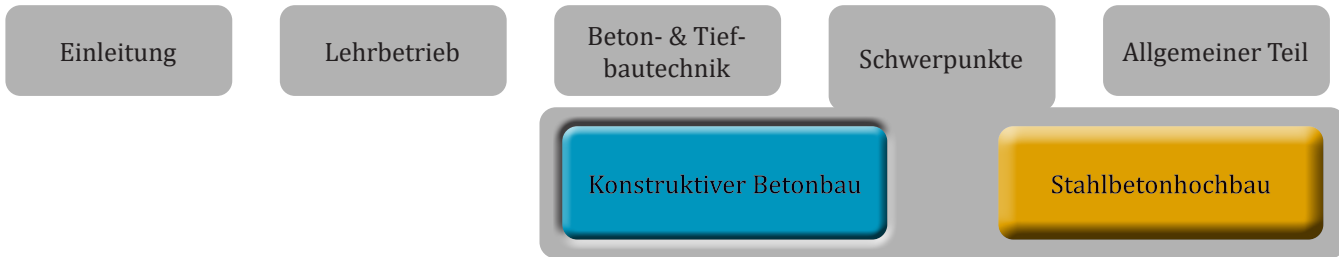 Einleitung
Lehrbetrieb
Beton- & Tief-
bautechnik
Schwerpunkte
Allgemeiner Teil
Konstruktiver Betonbau
Stahlbetonhochbau